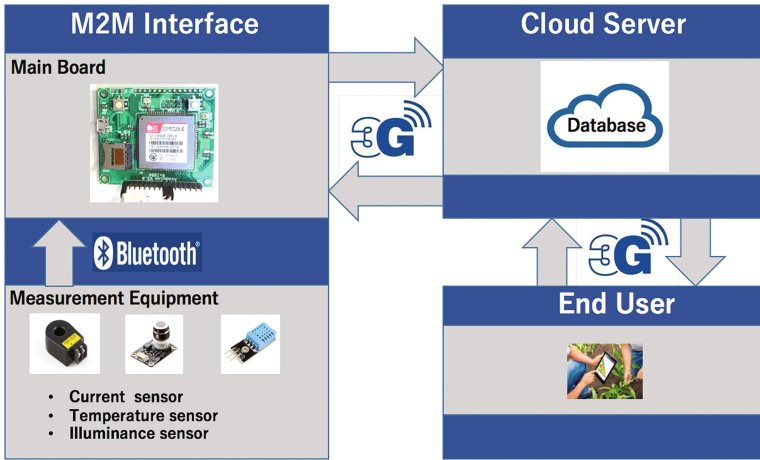 M2M Interface
Main Board
3G
Bluetooth®
Measurement Equipment
• Current sensor
• Temperature sensor
• Illuminance sensor
Cloud Server
Database
3G
End User